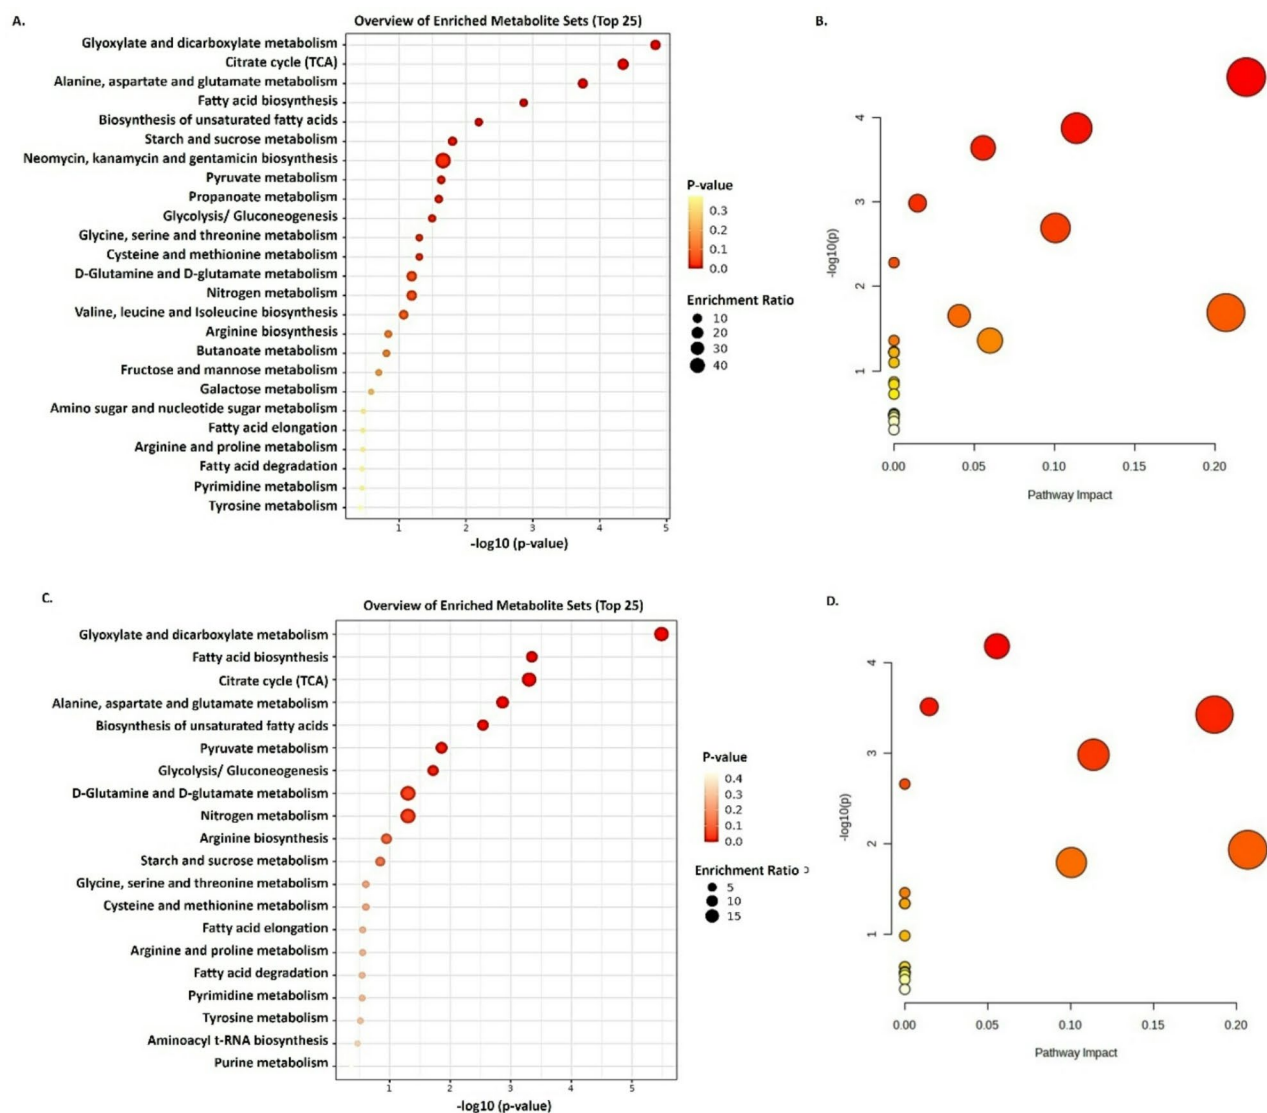 A.
Overview of Enriched Metabolite Sets (Top 25)
Glyoxylate and dicarboxylate metabolism
Citrate cycle (TCA)
Alanine, aspartate and glutamate metabolism
Fatty acid biosynthesis
Biosynthesis of unsaturated fatty acids
Starch and sucrose metabolism
Neomycin, kanamycin and gentamicin biosynthesis
Pyruvate metabolism
Propanoate metabolism
Glycolysis/ Gluconeogenesis
Glycine, serine and threonine metabolism
Cysteine and methionine metabolism
D-Glutamine and D-glutamate metabolism
Nitrogen metabolism
Valine, leucine and Isoleucine biosynthesis
Arginine biosynthesis
Butanoate metabolism
Fructose and mannose metabolism
Galactose metabolism
Amino sugar and nucleotide sugar metabolism
Fatty acid elongation
Arginine and proline metabolism
Fatty acid degradation
Pyrimidine metabolism
Tyrosine metabolism
1 2 3 4 5
-log10 (p-value)
P-value
0.3
0.2
0.1
0.0
Enrichment Ratio
10
20
30
40
B.
4
3
2
1
-log10(p)
0.00 0.05 0.10 0.15 0.20
Pathway Impact
C.
Overview of Enriched Metabolite Sets (Top 25)
Glyoxylate and dicarboxylate metabolism
Fatty acid biosynthesis
Citrate cycle (TCA)
Alanine, aspartate and glutamate metabolism
Biosynthesis of unsaturated fatty acids
Pyruvate metabolism
Glycolysis/ Gluconeogenesis
D-Glutamine and D-glutamate metabolism
Nitrogen metabolism
Arginine biosynthesis
Starch and sucrose metabolism
Glycine, serine and threonine metabolism
Cysteine and methionine metabolism
Fatty acid elongation
Arginine and proline metabolism
Fatty acid degradation
Pyrimidine metabolism
Tyrosine metabolism
Aminoacyl t-RNA biosynthesis
Purine metabolism
1 2 3 4 5
-log10 (p-value)
P-value
0.4
0.3
0.2
0.1
0.0
Enrichment Ratio
5
10
15
D.
4
3
2
1
-log10(p)
0.00 0.05 0.10 0.15 0.20
Pathway Impact